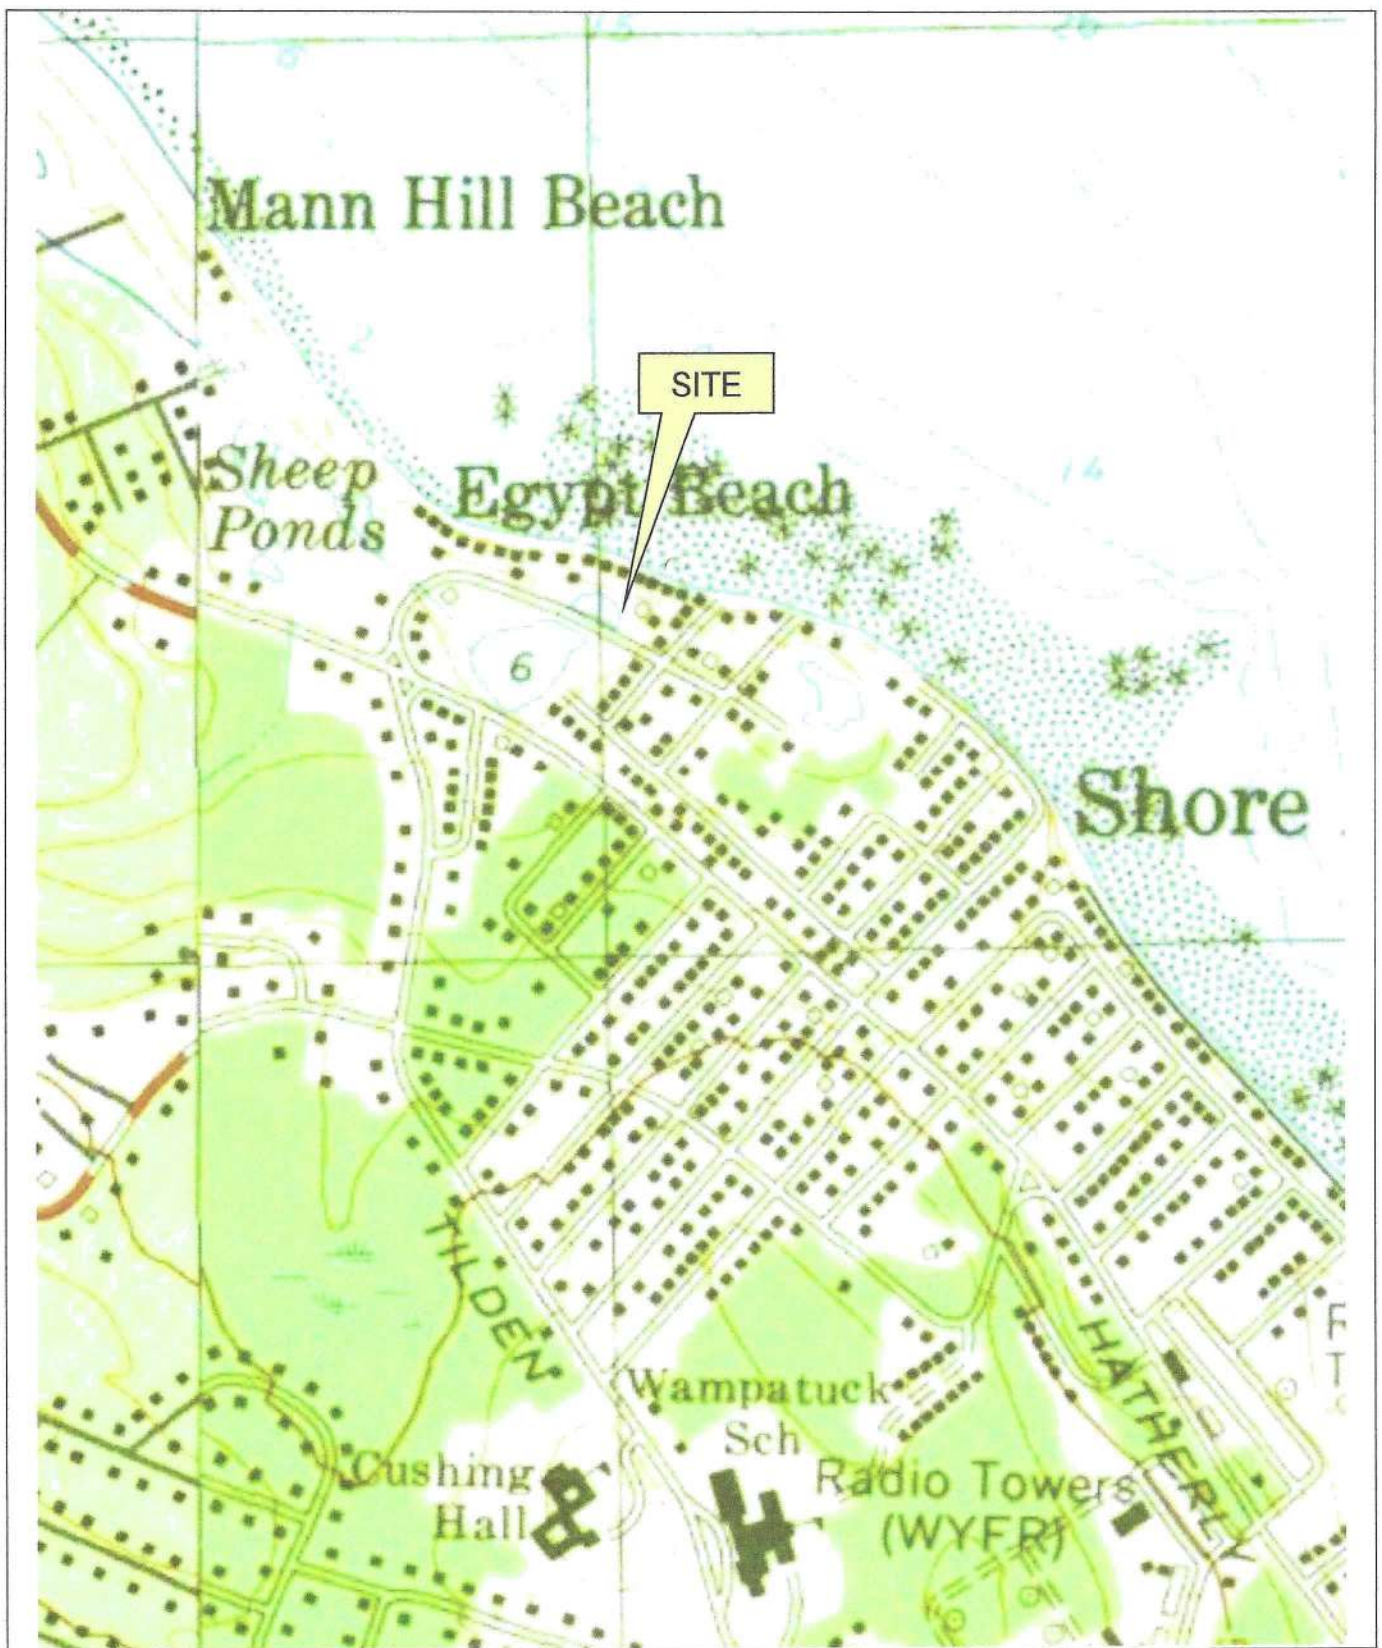 Mann Hill Beach
SITE
Sheep
Ponds
Egypt Beach
14
6
Shore
TILDEN
HATHERLY
Wampatuck
Sch
Cushing
Hall
Radio Towers
(WYFR)